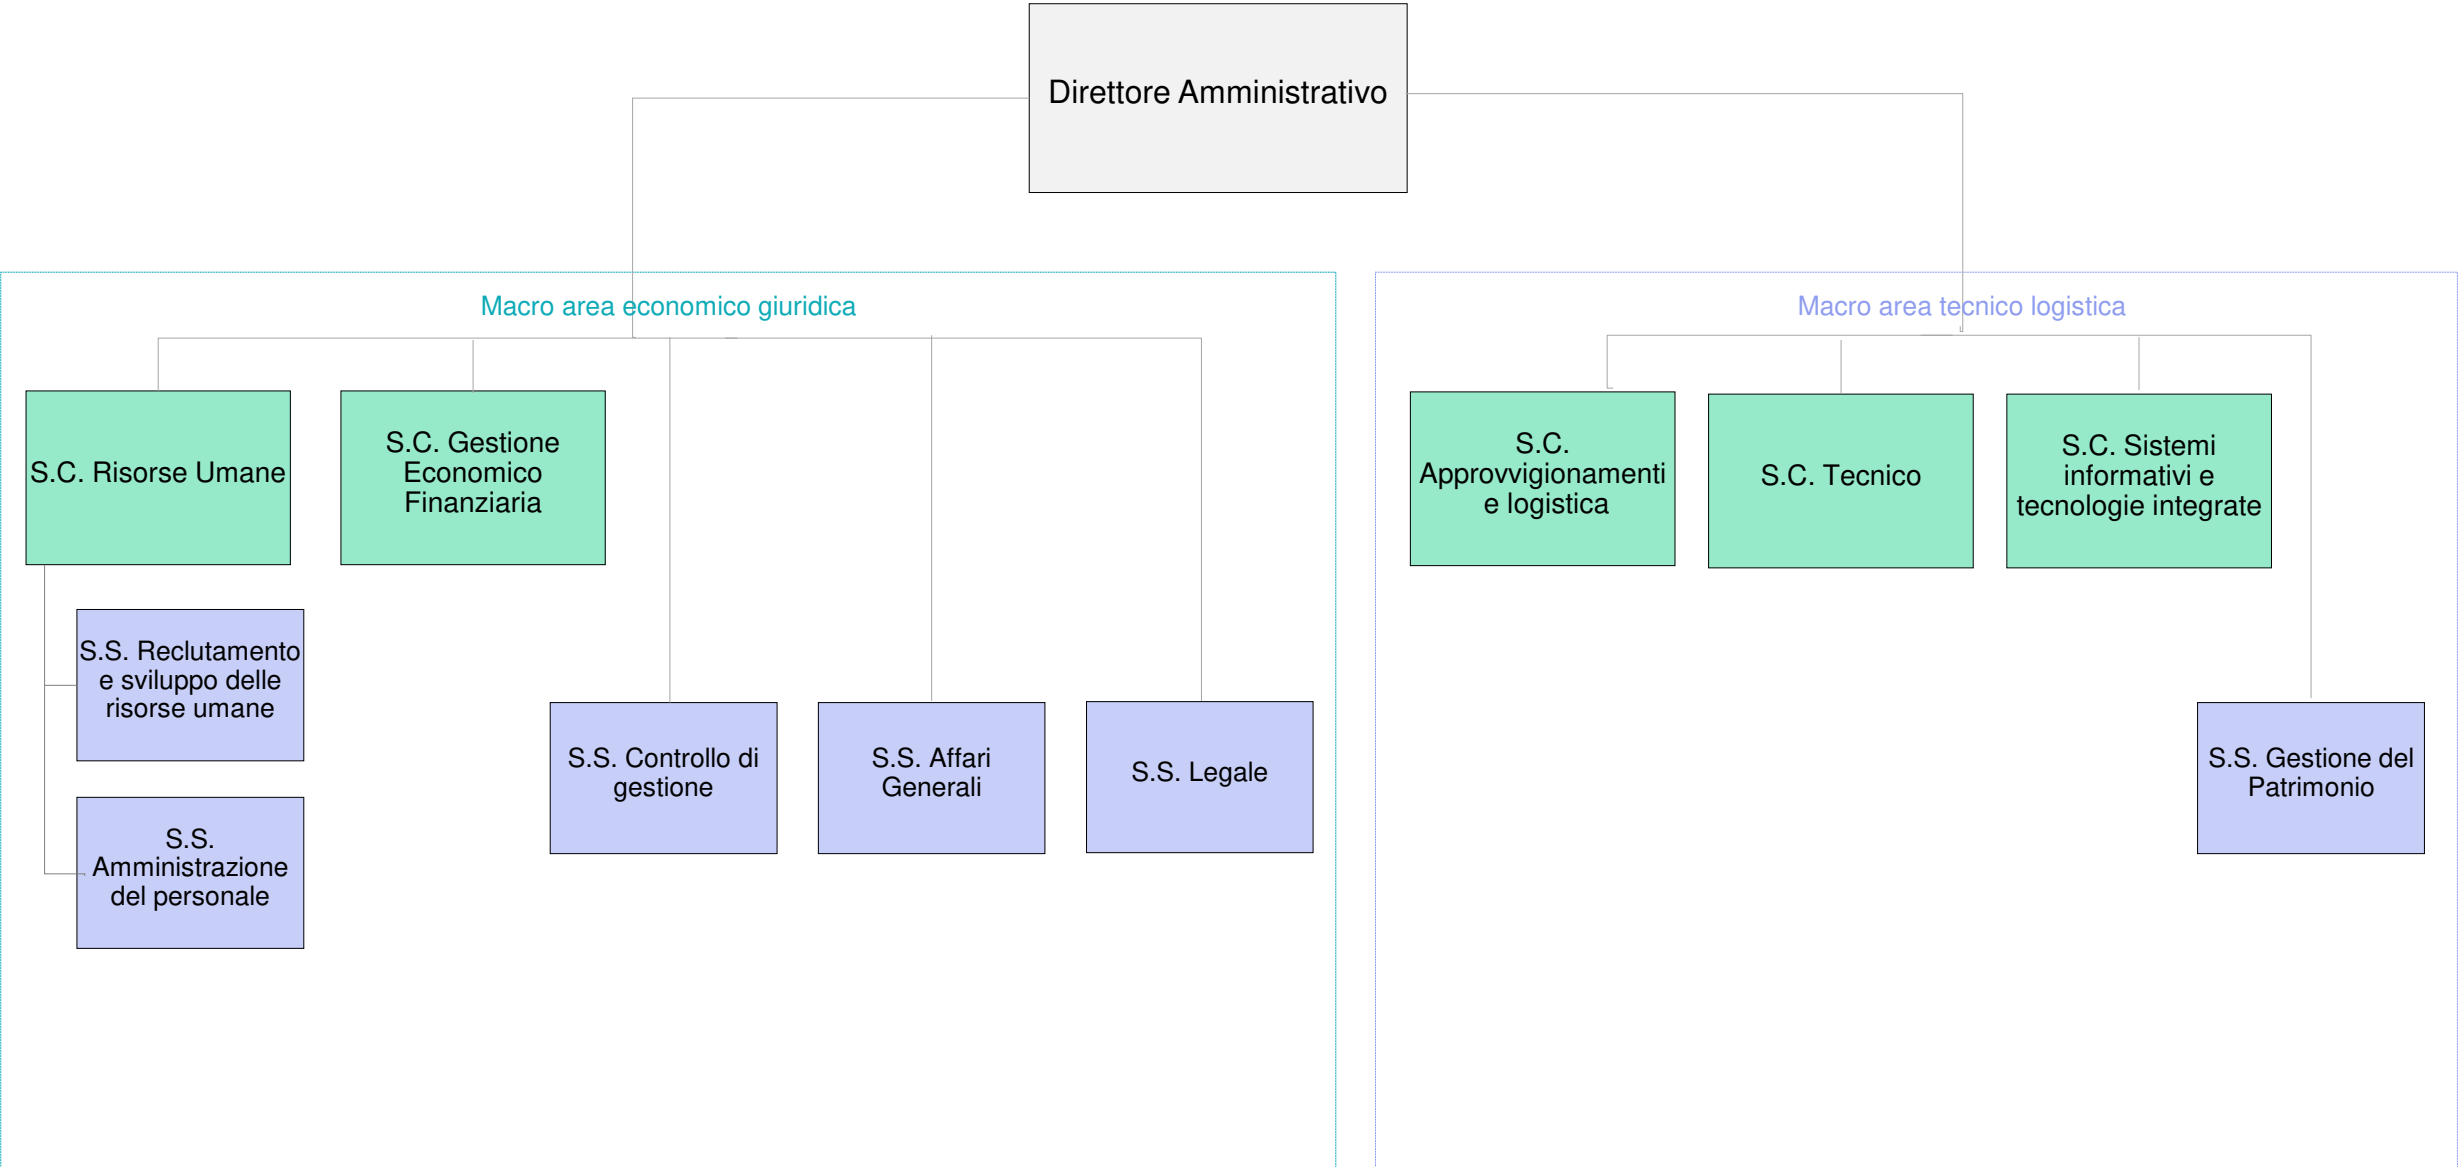 Direttore Amministrativo
Macro area economico giuridica
Macro area tecnico logistica
S.C. Risorse Umane
S.C. Gestione
Economico
Finanziaria
S.C.
Approvvigionamenti
e logistica
S.C. Tecnico
S.C. Sistemi
informativi e
tecnologie integrate
S.S. Reclutamento
e sviluppo delle
risorse umane
S.S. Controllo di
gestione
S.S. Affari
Generali
S.S. Legale
S.S. Gestione del
Patrimonio
S.S.
Amministrazione
del personale